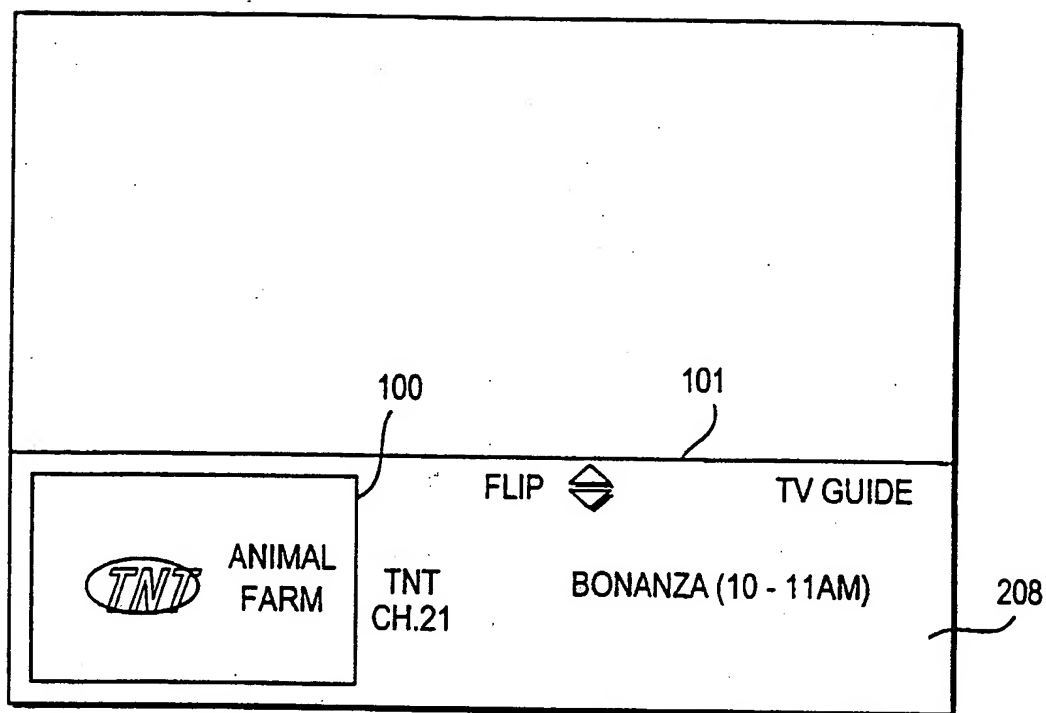 100
101
FLIP
TV GUIDE
TNT
ANIMAL
FARM
TNT
CH.21
BONANZA (10 - 11AM)
208